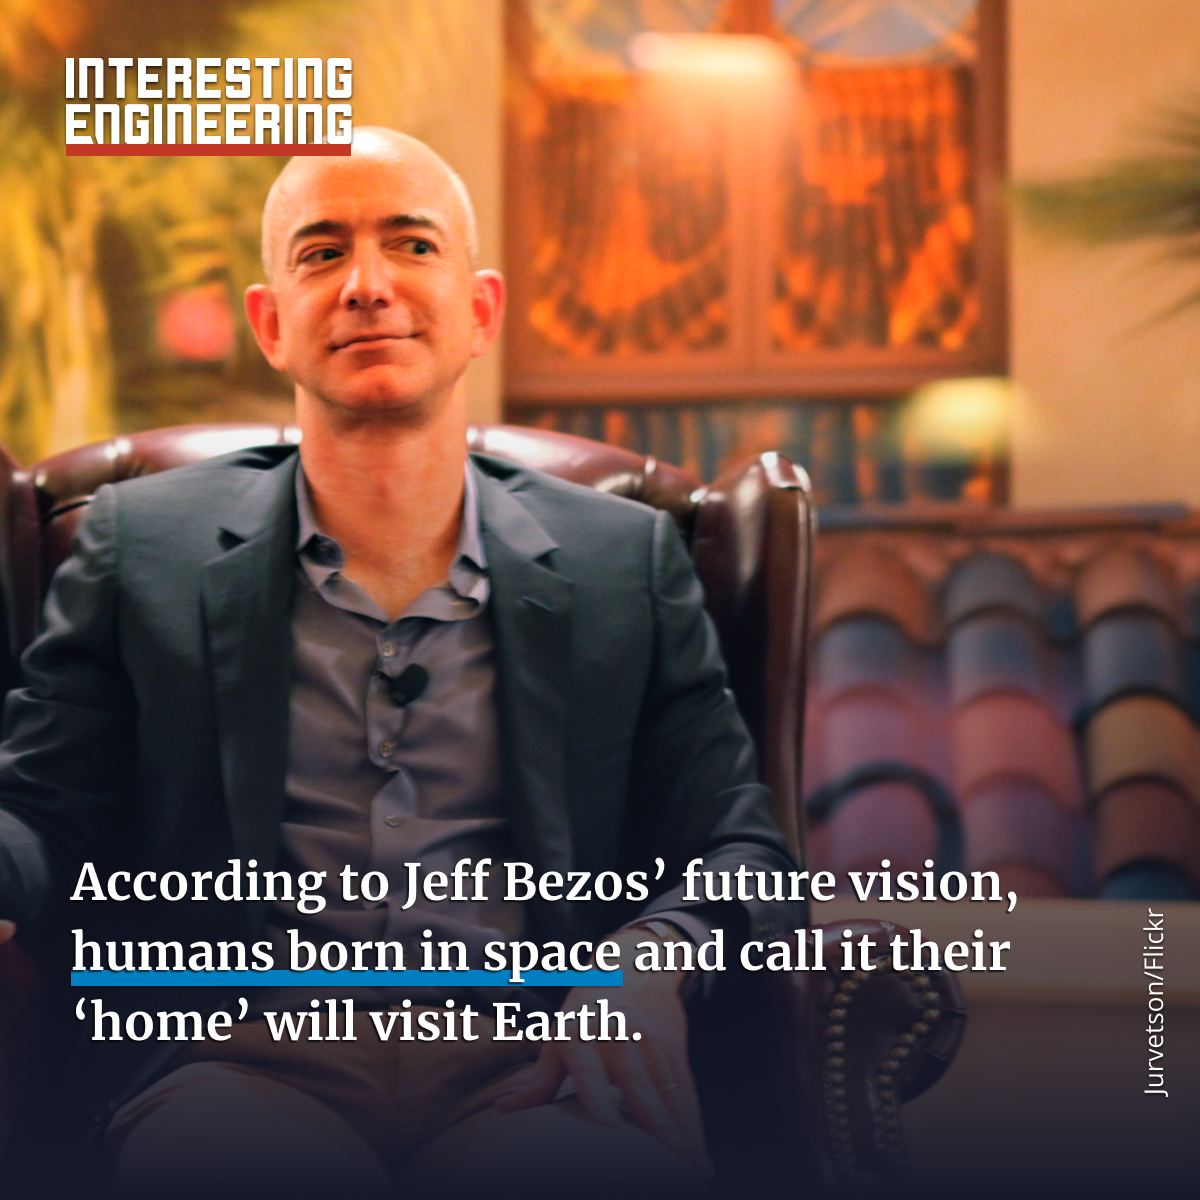 INTERESTING
ENGINEERING
According to Jeff Bezos’ future vision,
humans born in space and call it their
‘home’ will visit Earth.
Jurvetson/Flickr